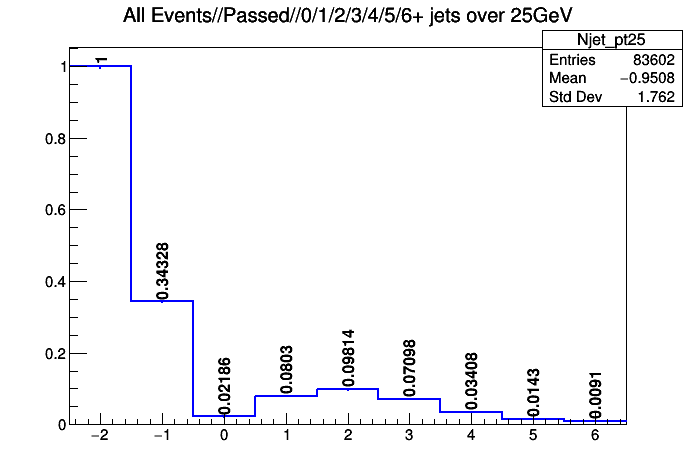 All Events//Passed//0/1/2/3/4/5/6+ jets over 25GeV
Njet_pt25
Entries 83602
Mean −0.9508
Std Dev 1.762
1
0.8
0.6
0.4
0.2
0
1
0.34328
0.02186
0.0803
0.09814
0.07098
0.03408
0.0143
0.0091
−2 −1 0 1 2 3 4 5 6